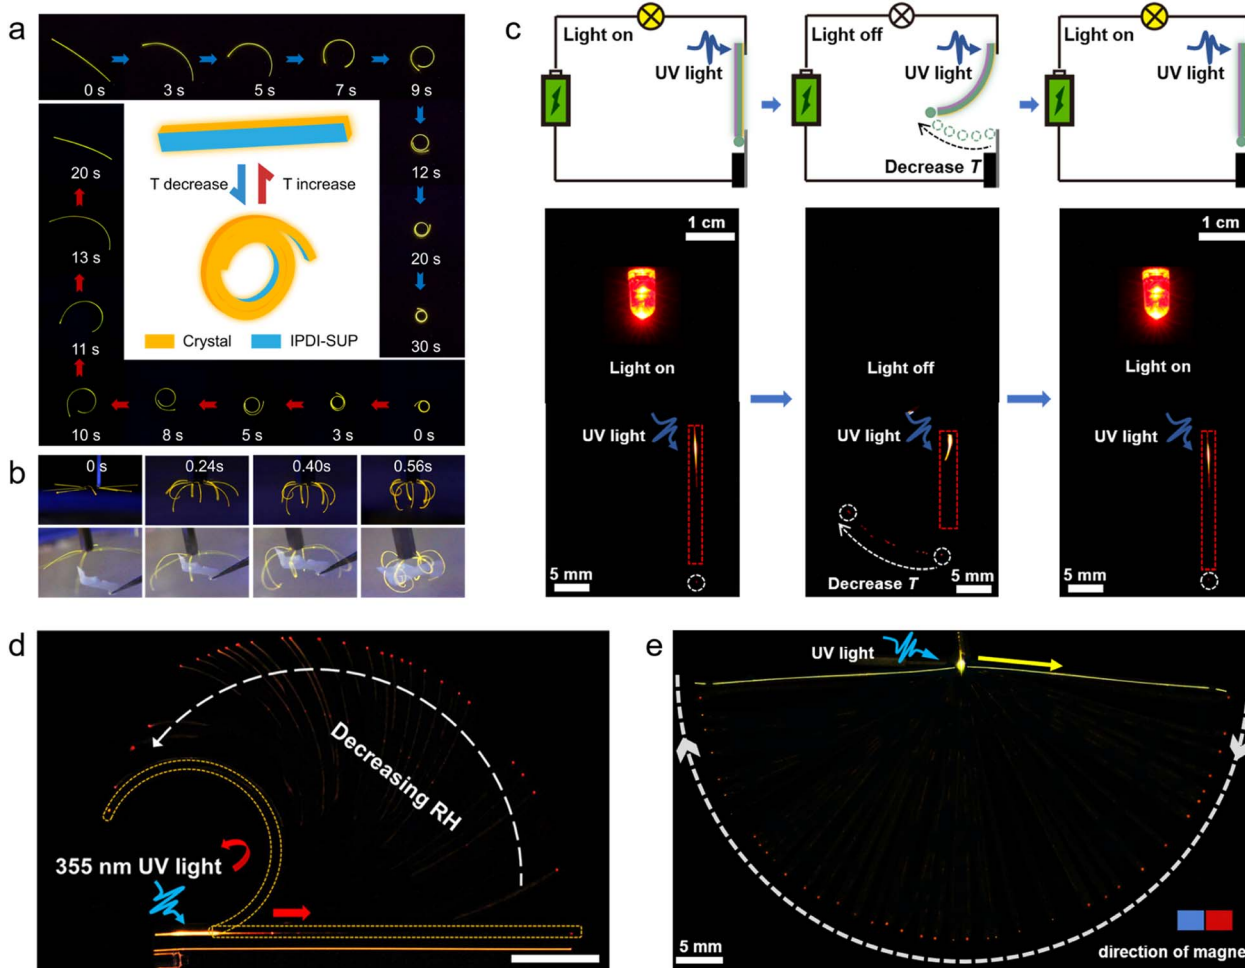 a
0 s
3 s
5 s
7 s
9 s
12 s
20 s
30 s
0 s
3 s
5 s
8 s
10 s
11 s
13 s
20 s
T decrease
T increase
Crystal
IPDI-SUP
b
0 s
0.24s
0.40s
0.56s
c
Light on
UV light
Light off
UV light
Decrease T
Light on
UV light
1 cm
Light on
UV light
5 mm
Light off
UV light
Decrease T
5 mm
1 cm
Light on
UV light
5 mm
d
Decreasing RH
355 nm UV light
e
UV light
5 mm
direction of magne